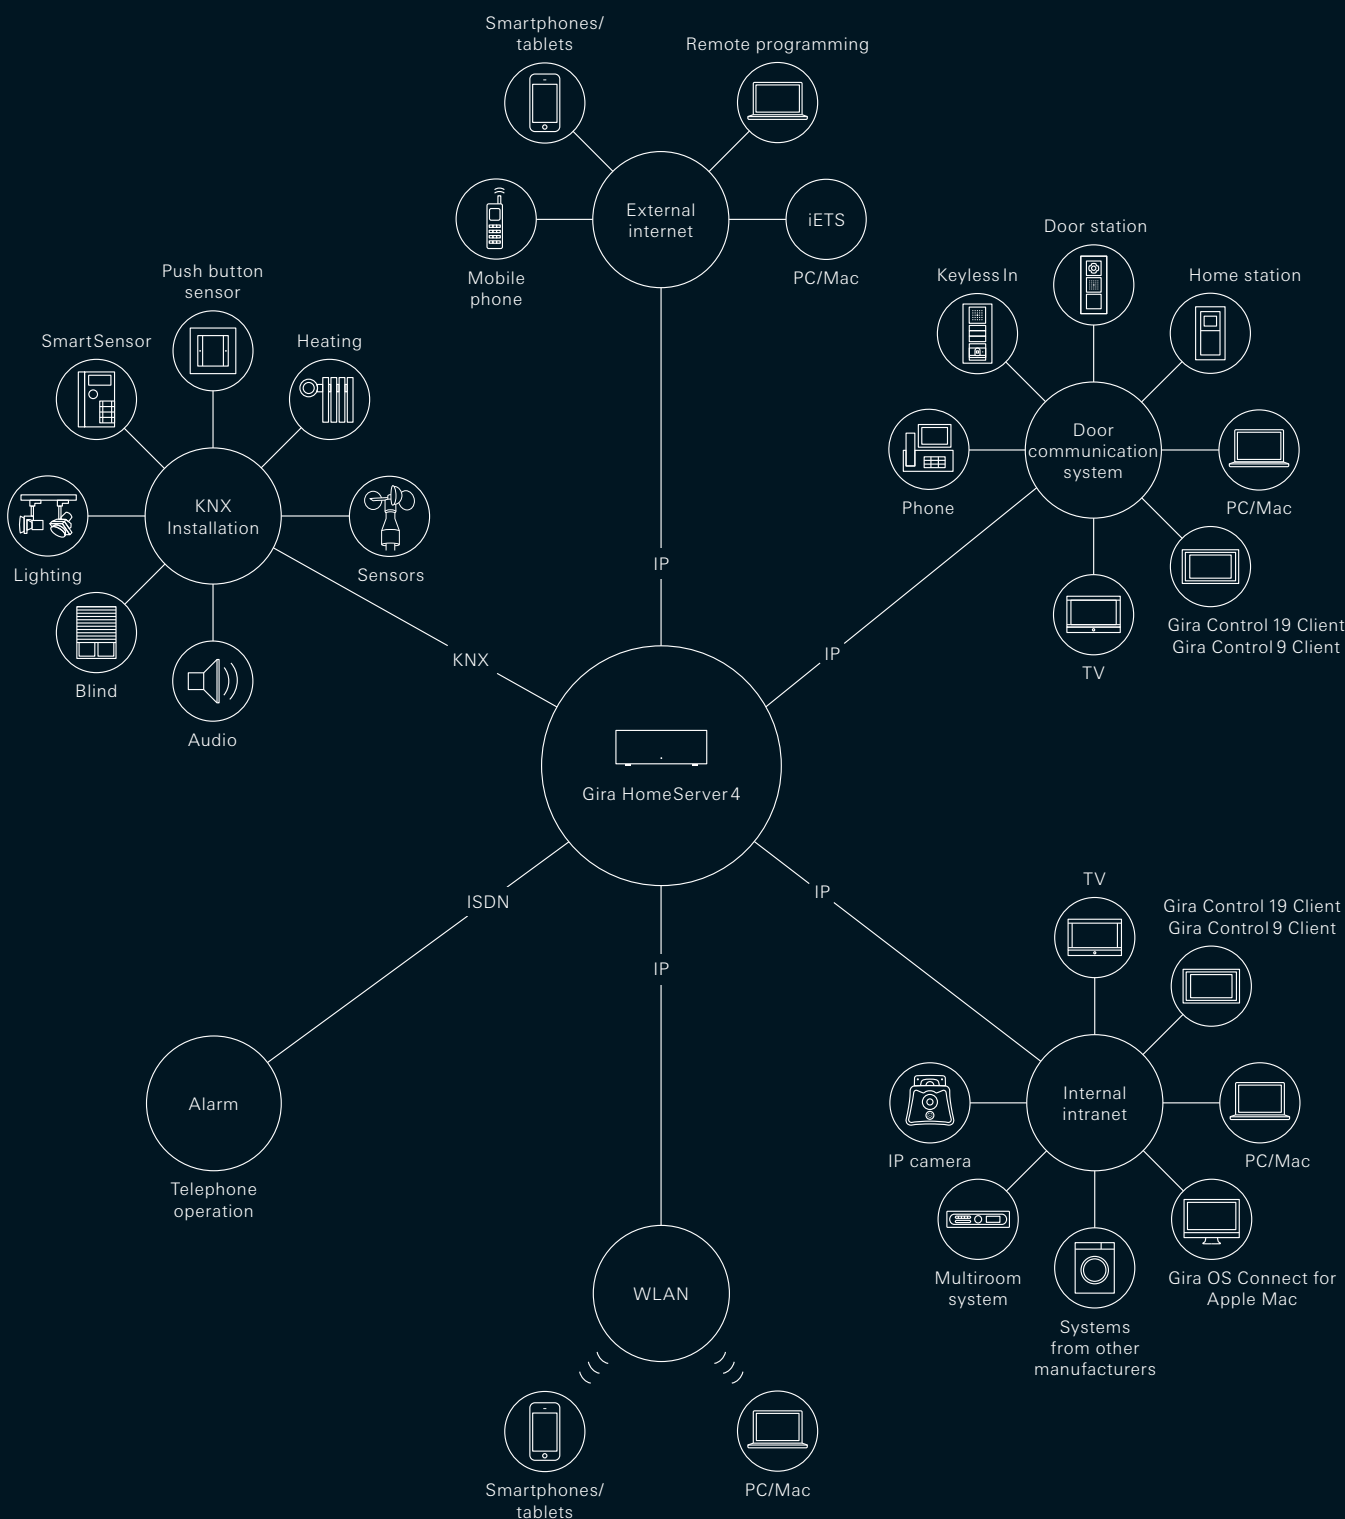 Smartphones/
tablets
Remote programming
External
internet
iETS
Mobile
phone
PC/Mac
Push button
sensor
SmartSensor
Heating
KNX
Installation
Lighting
Sensors
Blind
Audio
Door station
Keyless In
Home station
Door
communication
system
Phone
PC/Mac
Gira Control 19 Client
Gira Control 9 Client
TV
IP
IP
KNX
Gira HomeServer 4
ISDN
IP
IP
Alarm
Telephone
operation
TV
Gira Control 19 Client
Gira Control 9 Client
Internal
intranet
IP camera
PC/Mac
Multiroom
system
Gira OS Connect for
Apple Mac
Systems
from other
manufacturers
WLAN
Smartphones/
tablets
PC/Mac